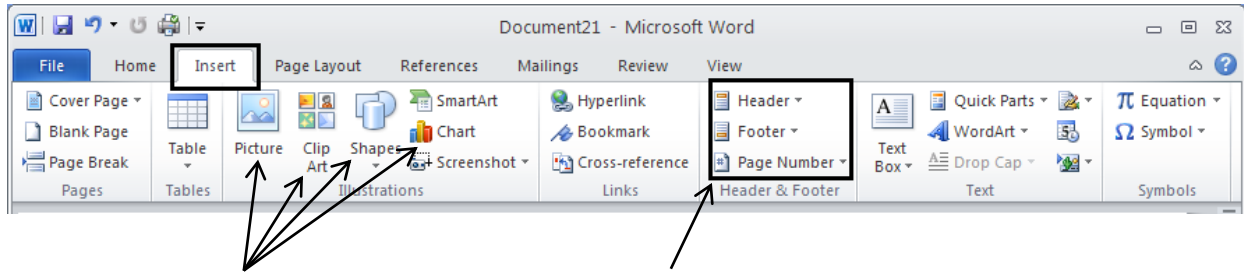 W
Document21 - Microsoft Word
File Home Insert Page Layout References Mailings Review View
Cover Page
Blank Page
Page Break
Pages
Table
Tables
Picture
Clip Art
Shapes
SmartArt
Chart
Screenshot
Illustrations
Hyperlink
Bookmark
Cross-reference
Links
Header
Footer
Page Number
Header & Footer
A
Text Box
Quick Parts
WordArt
Drop Cap
Text
π Equation
Ω Symbol
Symbols